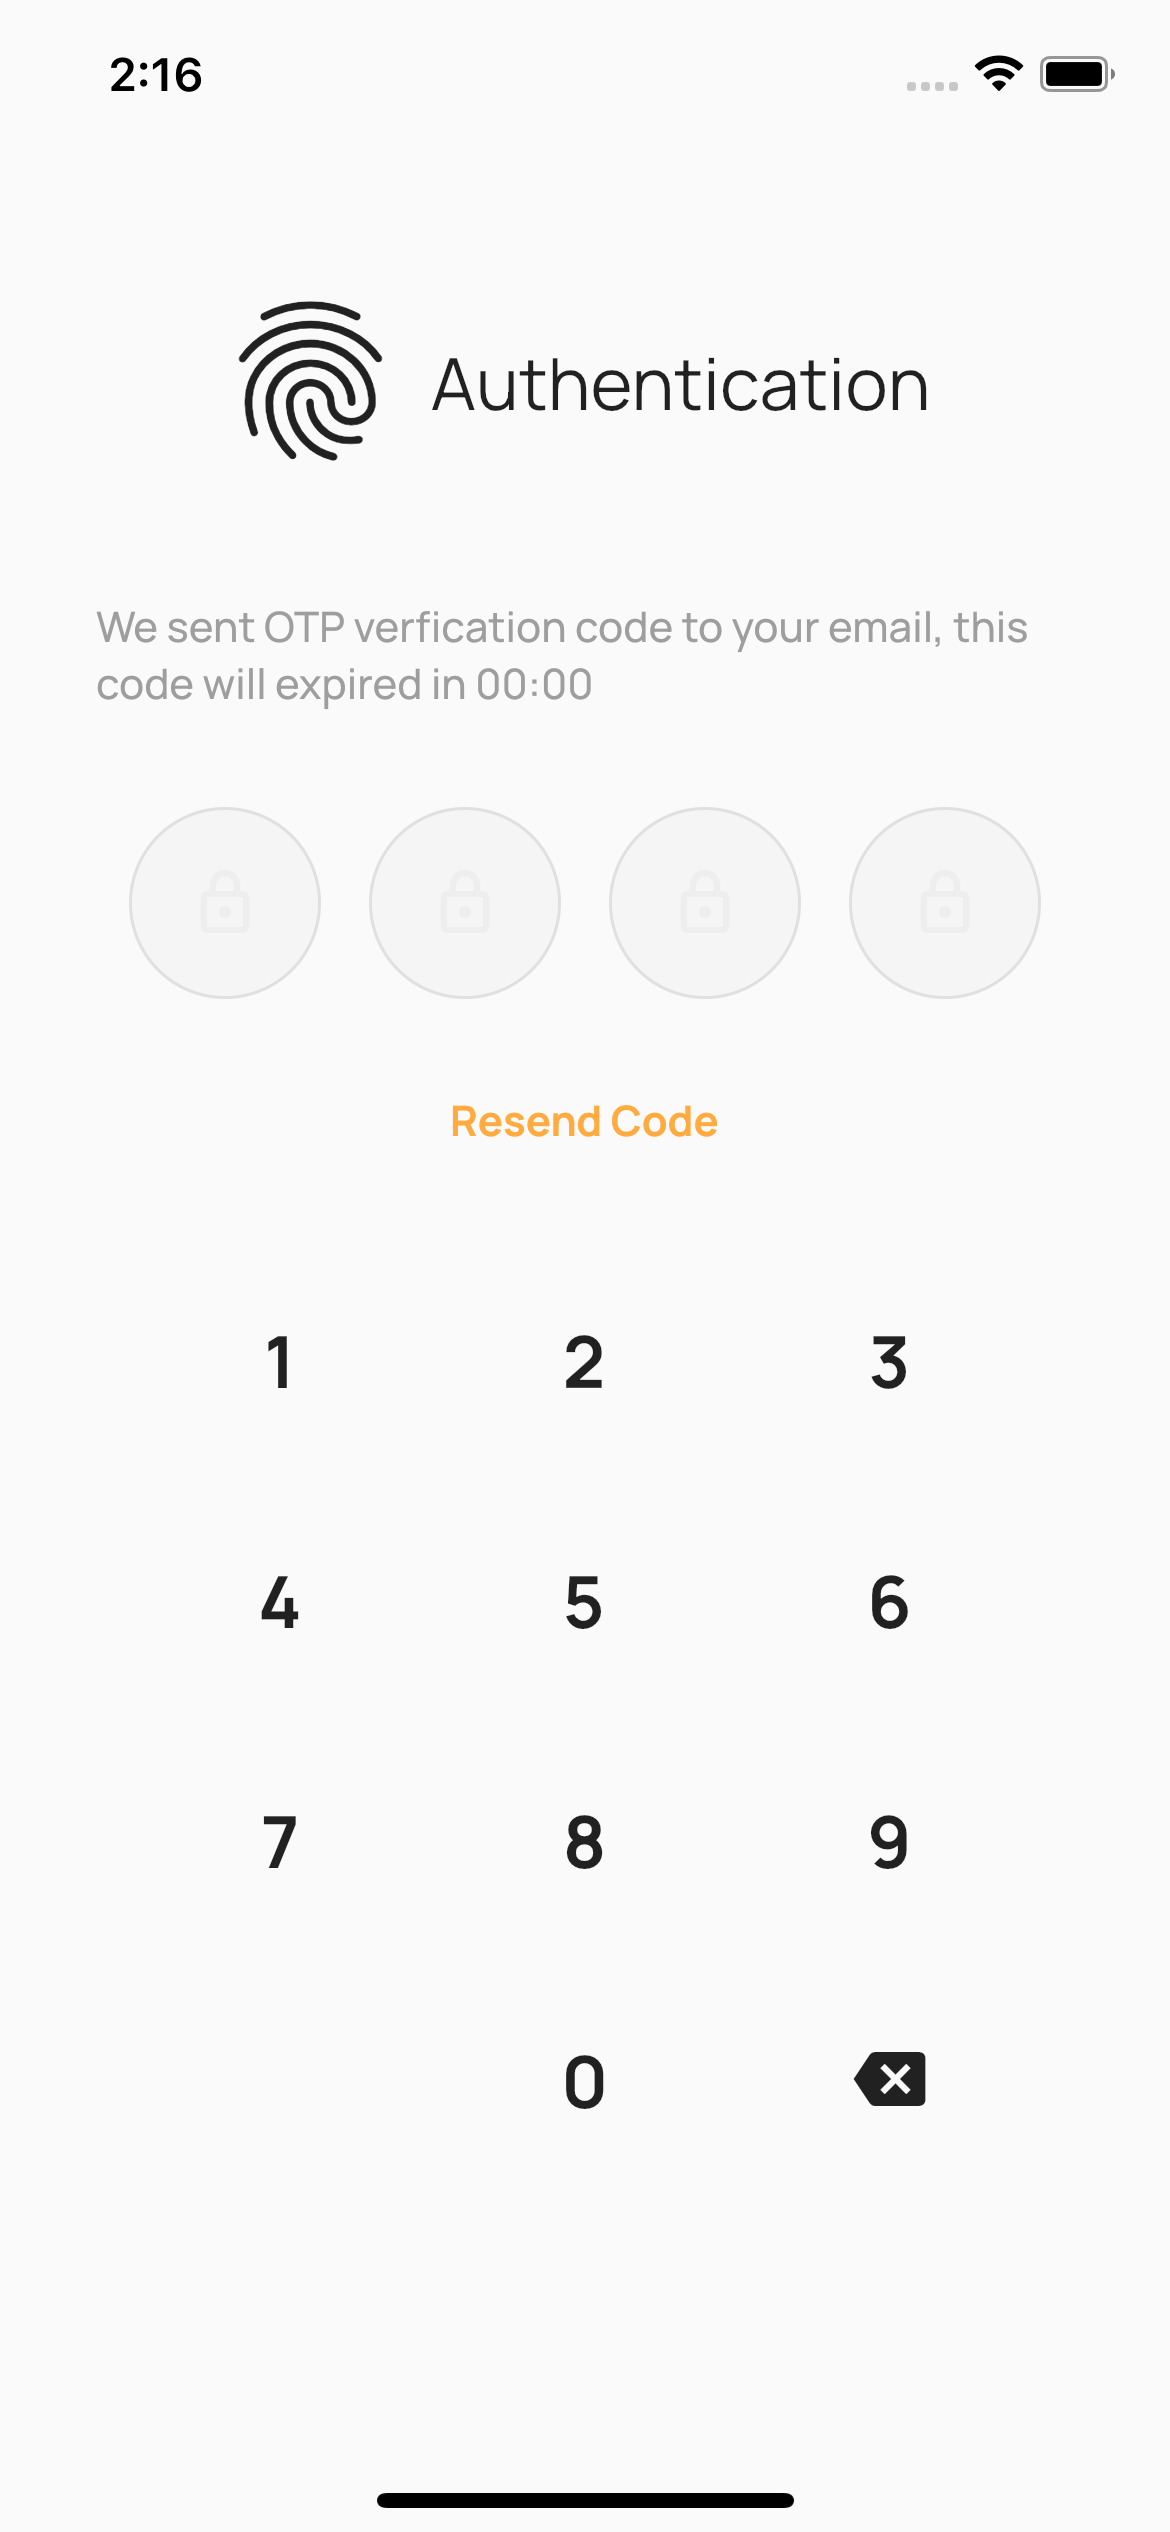 2:16
Authentication
We sent OTP verfication code to your email, this
code will expired in 00:00
Resend Code
1 2 3
4 5 6
7 8 9
0